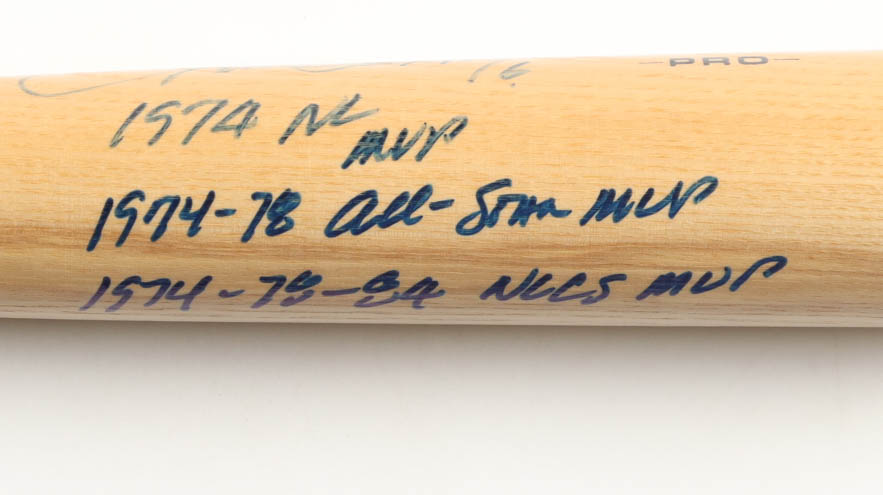 -PRO-
1974 NL
MVP
1974-78 All-Star MVP
1974-78-84 NLCS MVP